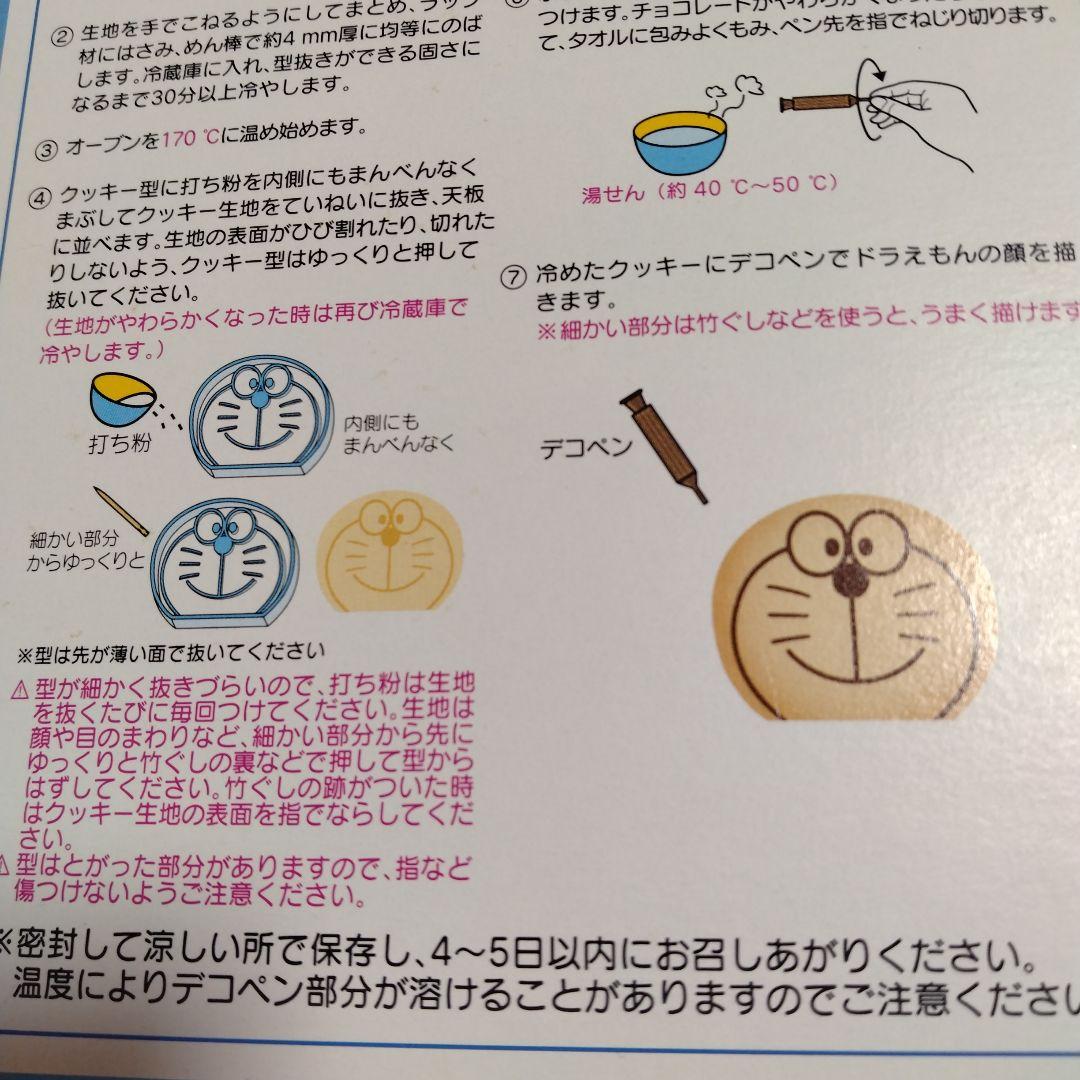 ② 生地を手でこねるようにしてまとめ、ラップ
材にはさみ、めん棒で約4 mm厚に均等にのば
します。冷蔵庫に入れ、型抜きができる固さに
なるまで30分以上冷やします。
③ オーブンを170 ℃に温め始めます。
④ クッキー型に打ち粉を内側にもまんべんなく
まぶしてクッキー生地をていねいに抜き、天板
に並べます。生地の表面がひび割れたり、切れた
りしないよう、クッキー型はゆっくりと押して
抜いてください。
(生地がやわらかくなった時は再び冷蔵庫で
冷やします。)
打ち粉
内側にも
まんべんなく
細かい部分
からゆっくりと
※型は先が薄い面で抜いてください
⚠型が細かく抜きづらいので、打ち粉は生地
を抜くたびに毎回つけてください。生地は
顔や目のまわりなど、細かい部分から先に
ゆっくりと竹ぐしの裏などで押して型から
はずしてください。竹ぐしの跡がついた時
はクッキー生地の表面を指でならしてくだ
さい。
⚠型はとがった部分がありますので、指など
傷つけないようご注意ください。
つけます。チョコレートがやわらか
て、タオルに包みよくもみ、ペン先を指でねじり切ります。
湯せん(約 40 ℃〜50 ℃)
⑦ 冷めたクッキーにデコペンでドラえもんの顔を描
きます。
※細かい部分は竹ぐしなどを使うと、うまく描けます
デコペン
※密封して涼しい所で保存し、4〜5日以内にお召しあがりください。
温度によりデコペン部分が溶けることがありますのでご注意ください